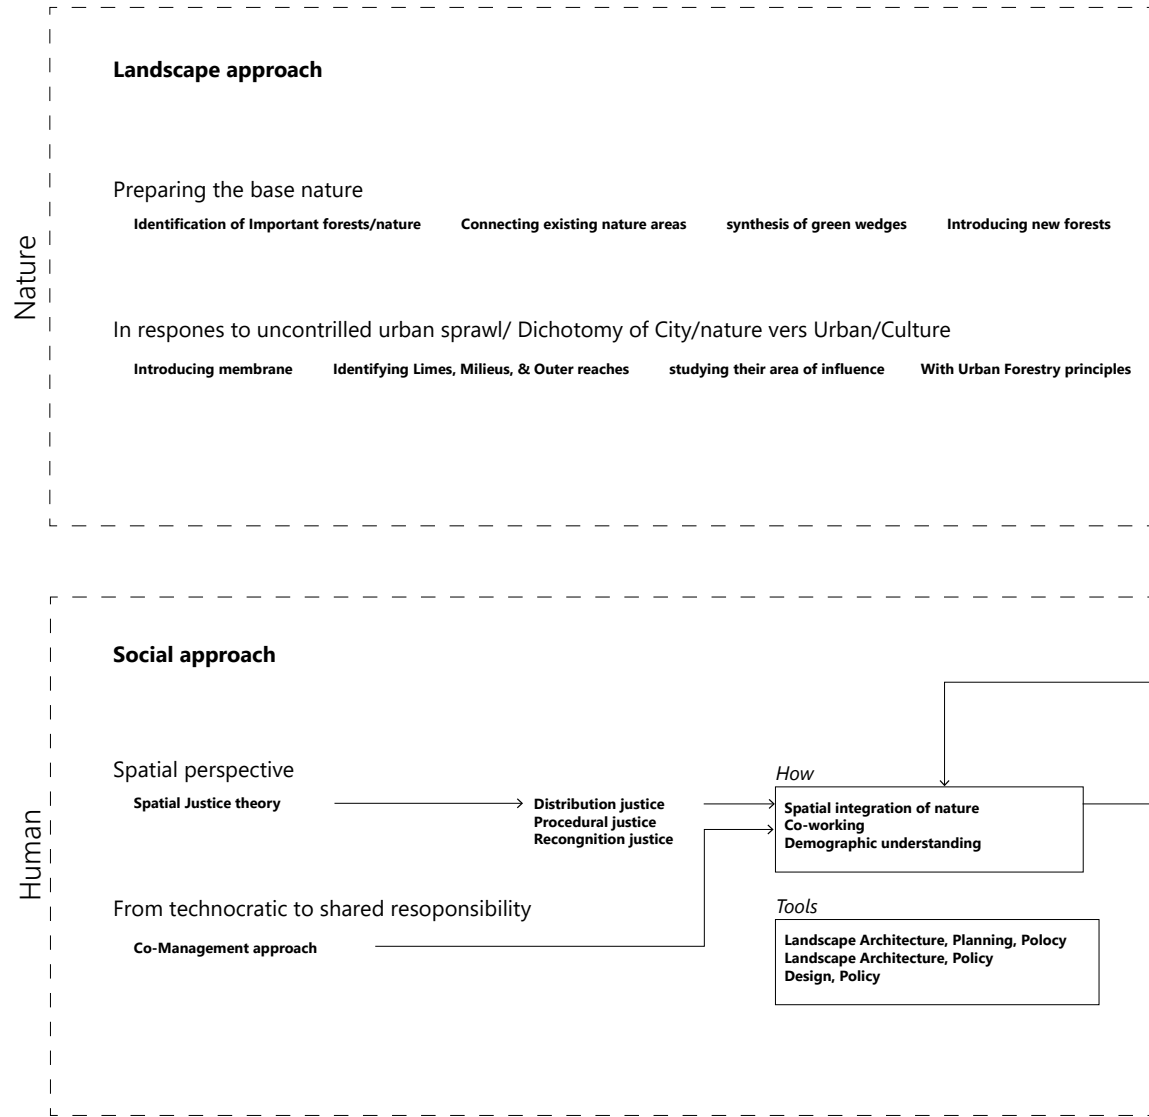 Nature
Landscape approach
Preparing the base nature
Identification of Important forests/nature
Connecting existing nature areas
synthesis of green wedges
Introducing new forests
In respones to uncontrilled urban sprawl/ Dichotomy of City/nature vers Urban/Culture
Introducing membrane
Identifying Limes, Milieus, & Outer reaches
studying their area of influence
With Urban Forestry principles
Human
Social approach
Spatial perspective
Spatial Justice theory
Distribution justice
Procedural justice
Recongnition justice
How
Spatial integration of nature
Co-working
Demographic understanding
From technocratic to shared resoponsibility
Co-Management approach
Tools
Landscape Architecture, Planning, Polocy
Landscape Architecture, Policy
Design, Policy